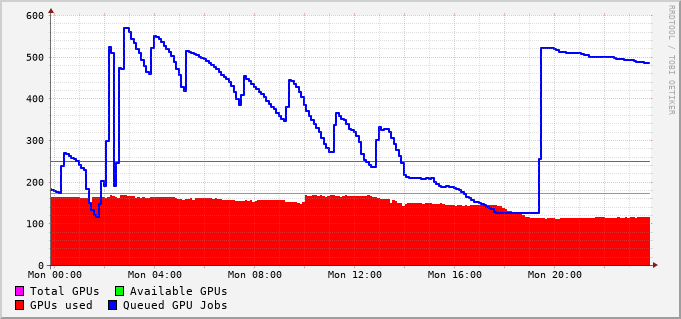 600
500
400
300
200
100
0
Mon 00:00 Mon 04:00 Mon 08:00 Mon 12:00 Mon 16:00 Mon 20:00
Total GPUs Available GPUs
GPUs used Queued GPU Jobs
RRDTOOL / TOBI OETIKER